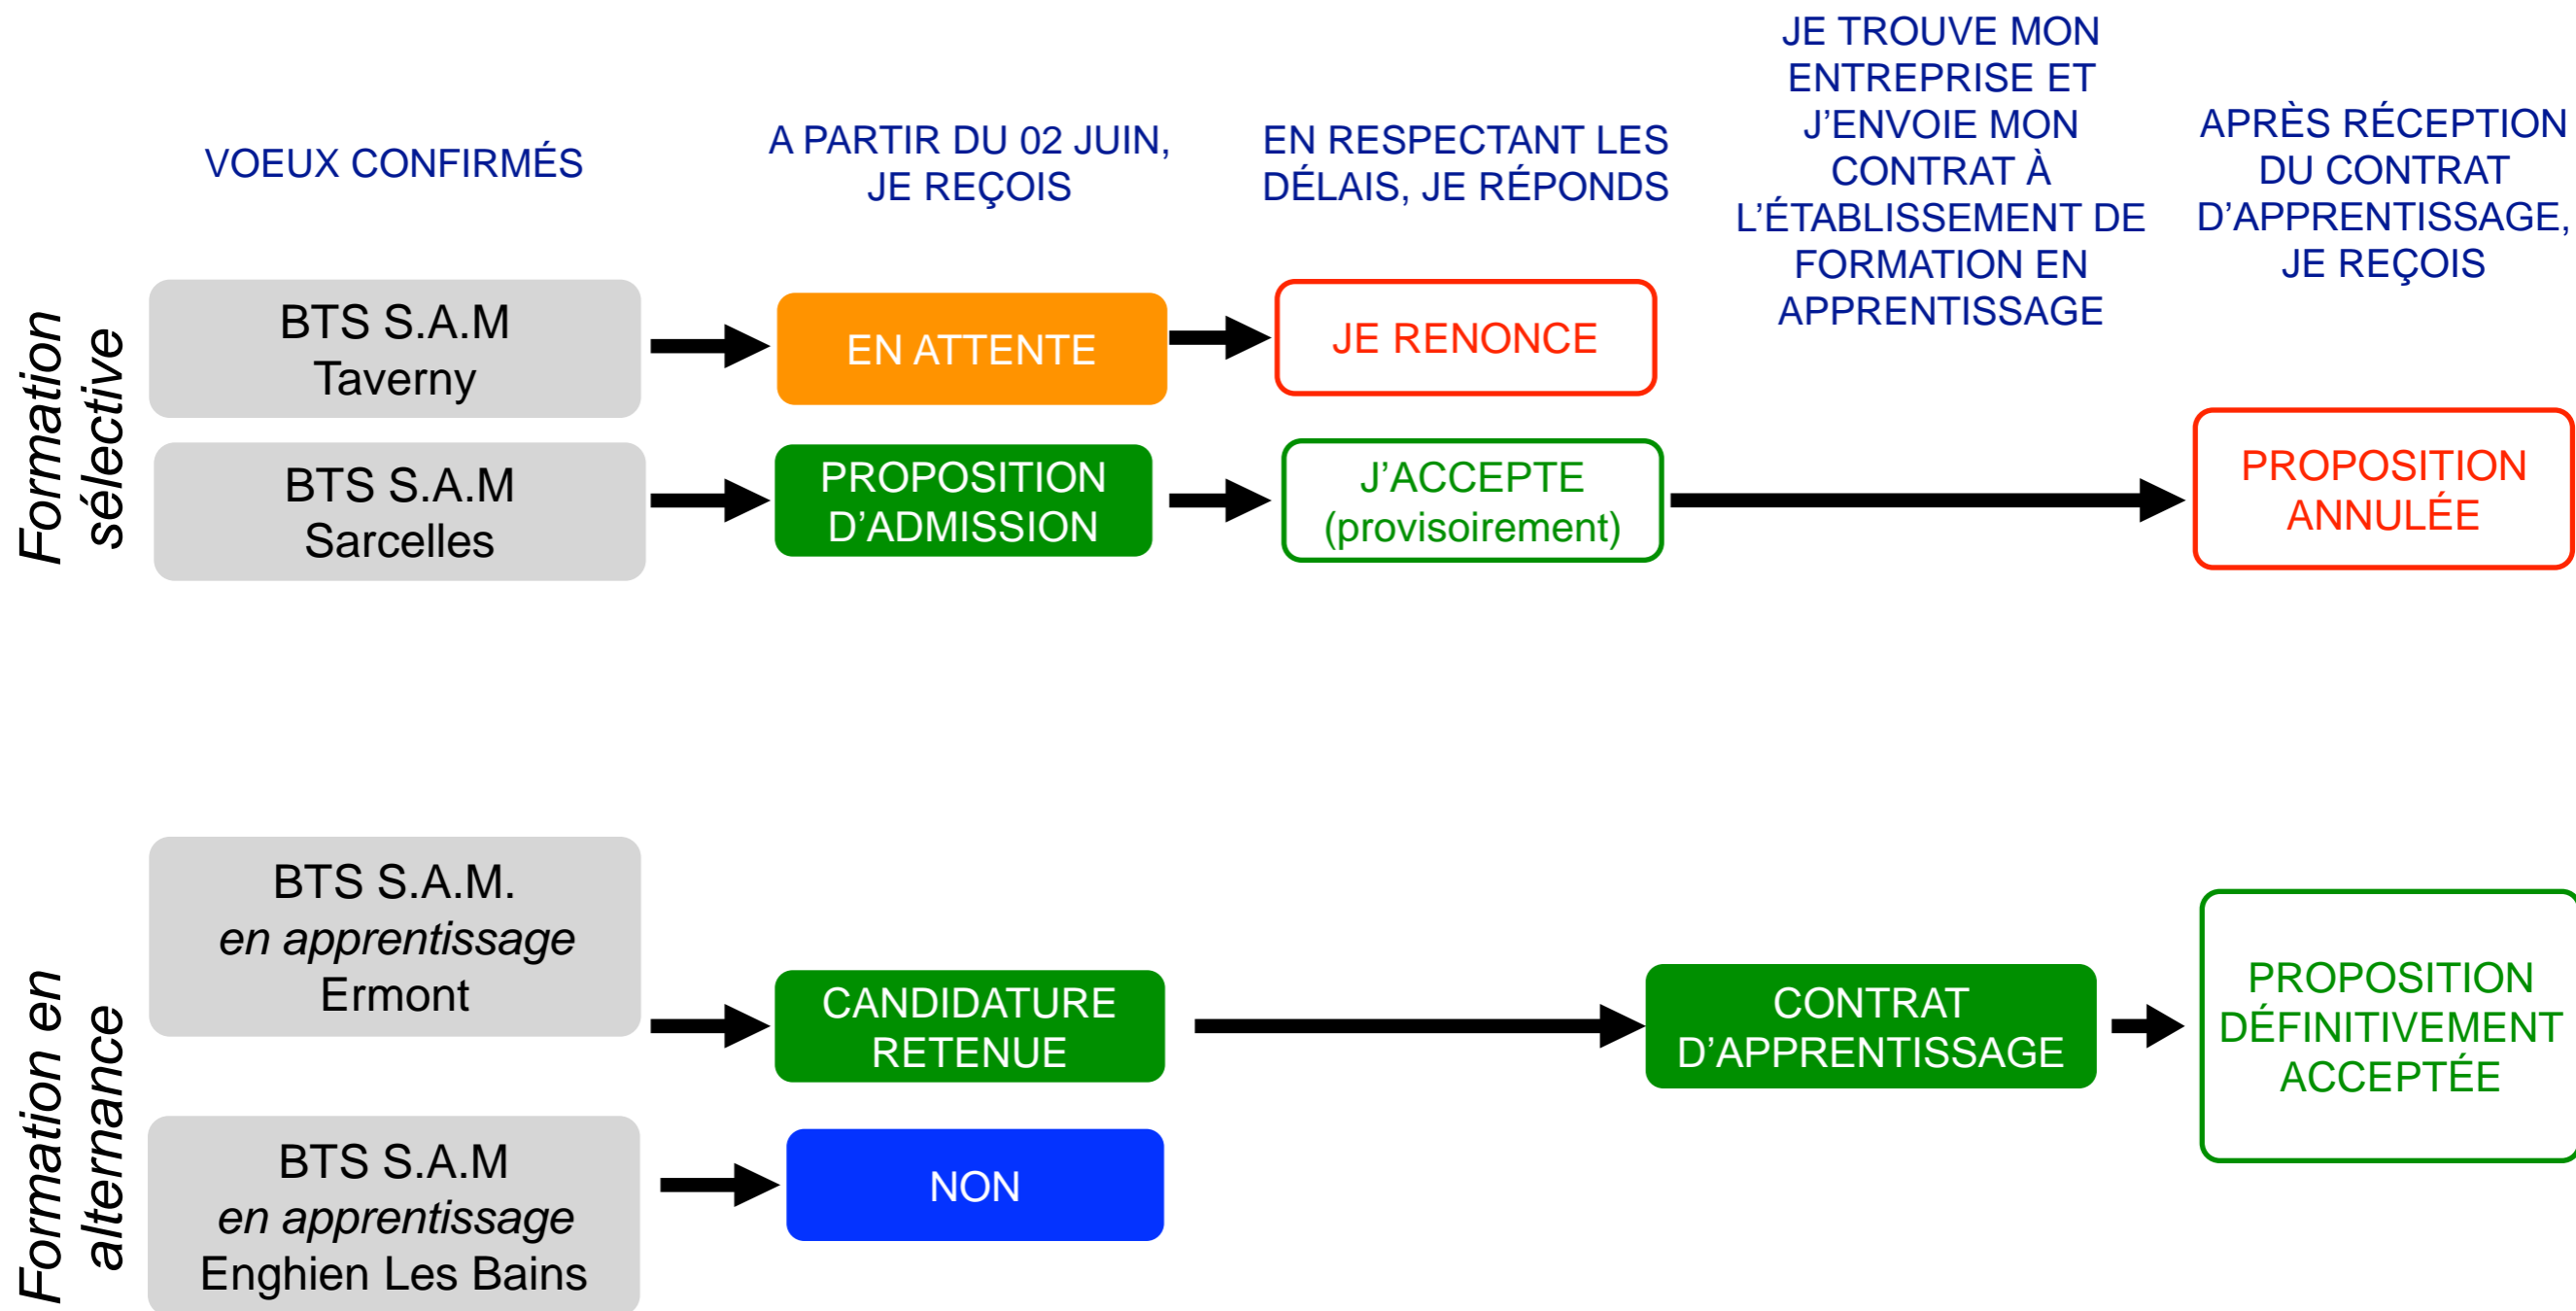 VOEUX CONFIRMÉS
A PARTIR DU 02 JUIN,
JE REÇOIS
EN RESPECTANT LES
DÉLAIS, JE RÉPONDS
JE TROUVE MON
ENTREPRISE ET
J’ENVOIE MON
CONTRAT À
L’ÉTABLISSEMENT DE
FORMATION EN
APPRENTISSAGE
APRÈS RÉCEPTION
DU CONTRAT
D’APPRENTISSAGE,
JE REÇOIS
Formation
sélective
BTS S.A.M
Taverny
EN ATTENTE
JE RENONCE
BTS S.A.M
Sarcelles
PROPOSITION
D’ADMISSION
J’ACCEPTE
(provisoirement)
PROPOSITION
ANNULÉE
Formation en
alternance
BTS S.A.M.
en apprentissage
Ermont
CANDIDATURE
RETENUE
CONTRAT
D’APPRENTISSAGE
PROPOSITION
DÉFINITIVEMENT
ACCEPTÉE
BTS S.A.M
en apprentissage
Enghien Les Bains
NON